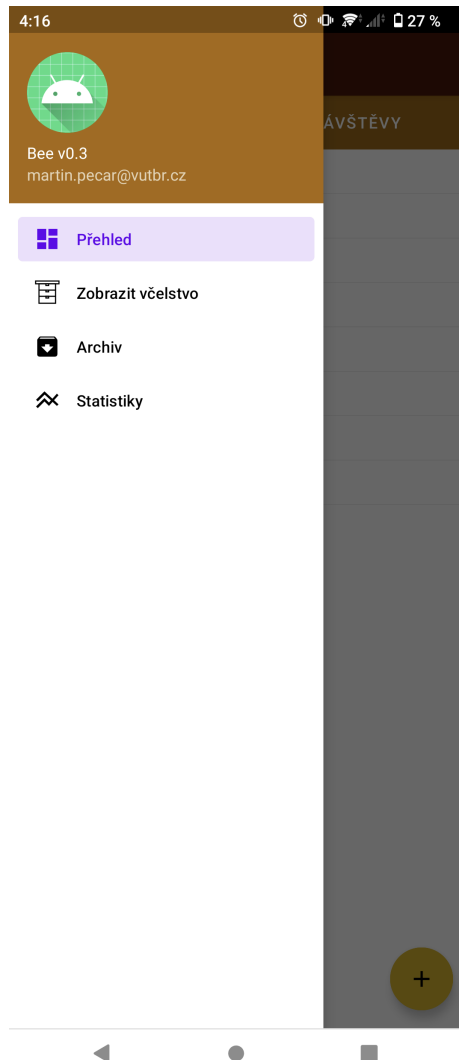 4:16 27 %
ÁVŠTĚVY
Bee v0.3
martin.pecar@vutbr.cz
Přehled
Zobrazit včelstvo
Archiv
Statistiky
+